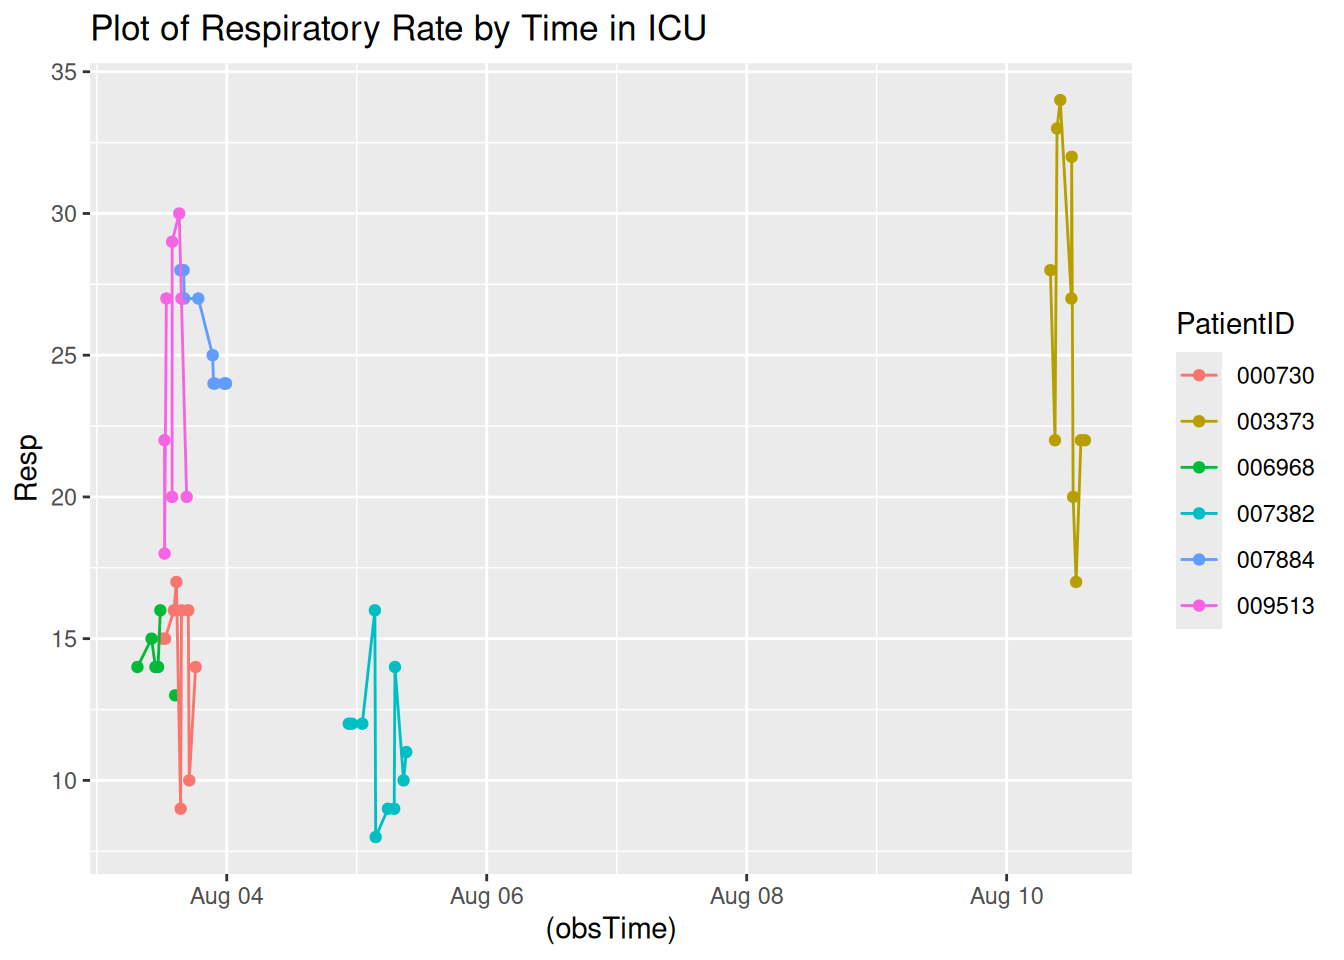 Plot of Respiratory Rate by Time in ICU
35
30
25
20
15
10
Resp
Aug 04
Aug 06
Aug 08
Aug 10
(obsTime)
PatientID
000730
003373
006968
007382
007884
009513